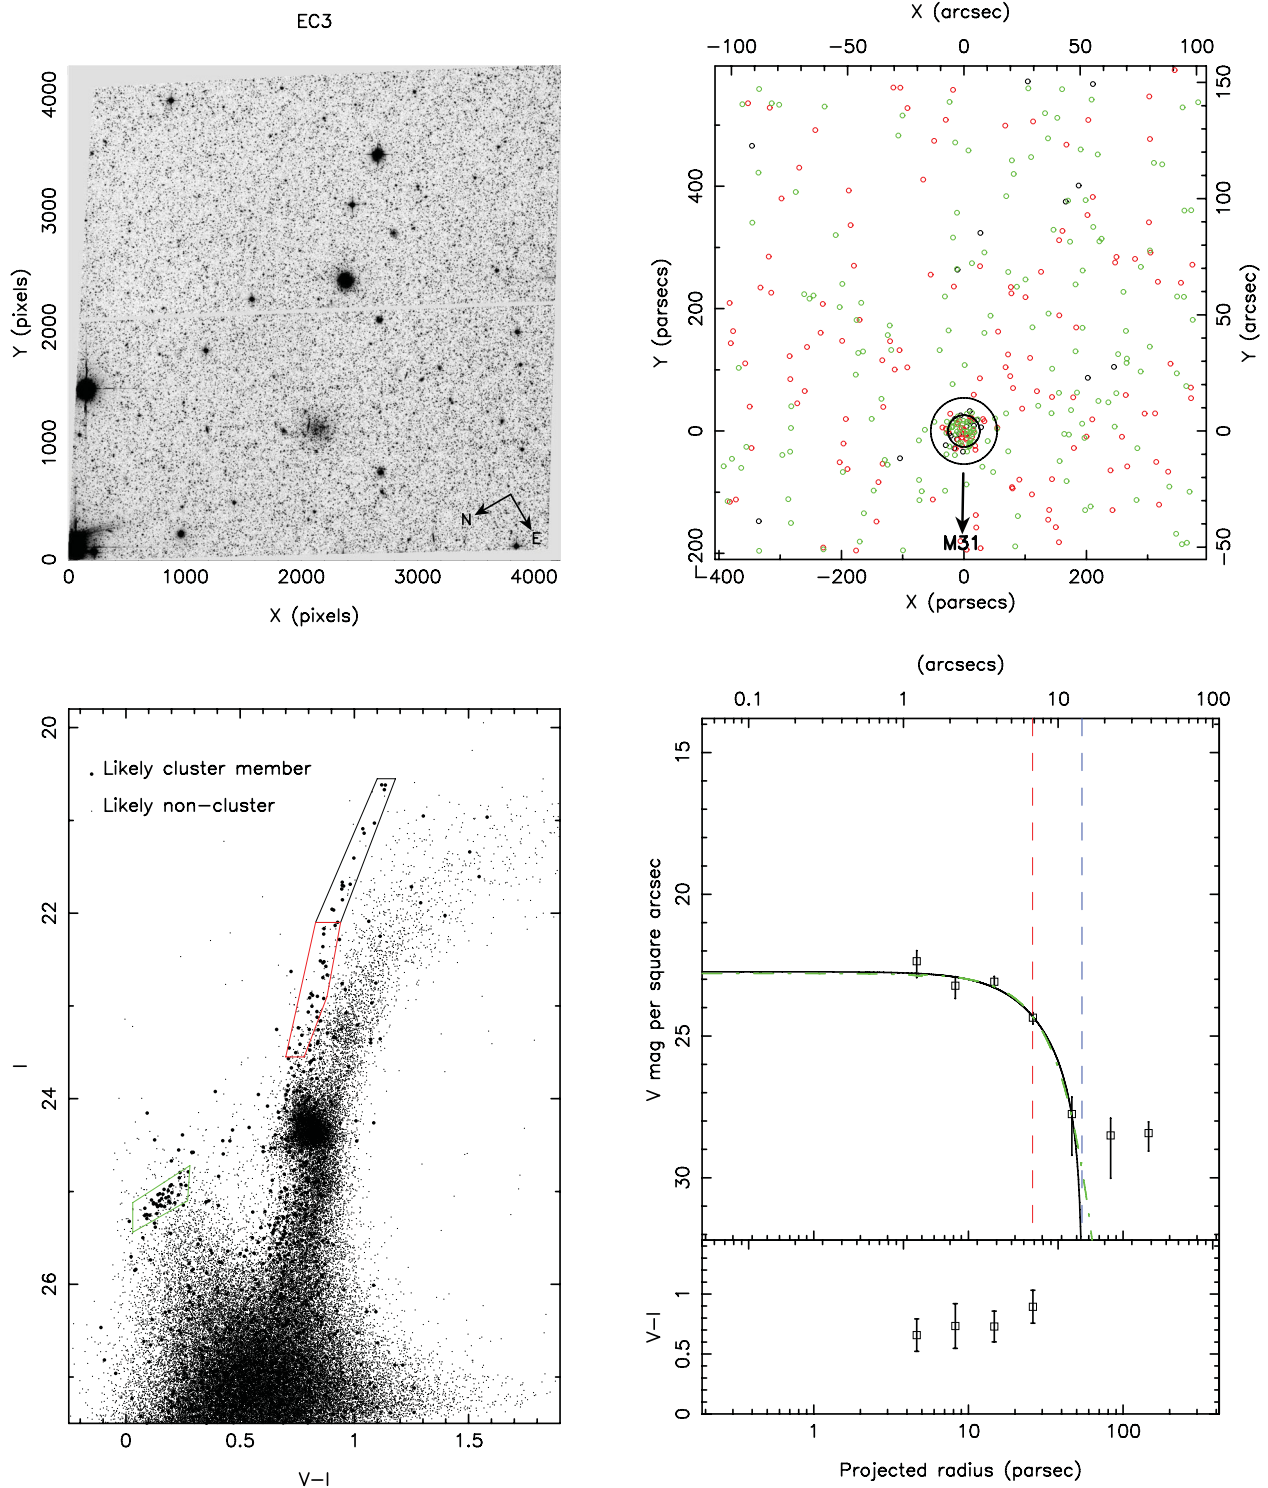 EC3
Y (pixels)
4000
3000
2000
1000
0
N
E
0 1000 2000 3000 4000
X (pixels)
X (arcsec)
−100 −50 0 50 100
Y (parsecs)
400
200
0
−200
150
100
50
0
−50
Y (arcsec)
M31
−400 −200 0 200
X (parsecs)
20
22
24
26
I
Likely cluster member
Likely non−cluster
0 0.5 1 1.5
V−I
(arcsecs)
0.1 1 10 100
V mag per square arcsec
15
20
25
30
V−I
1
0.5
0
1 10 100
Projected radius (parsec)